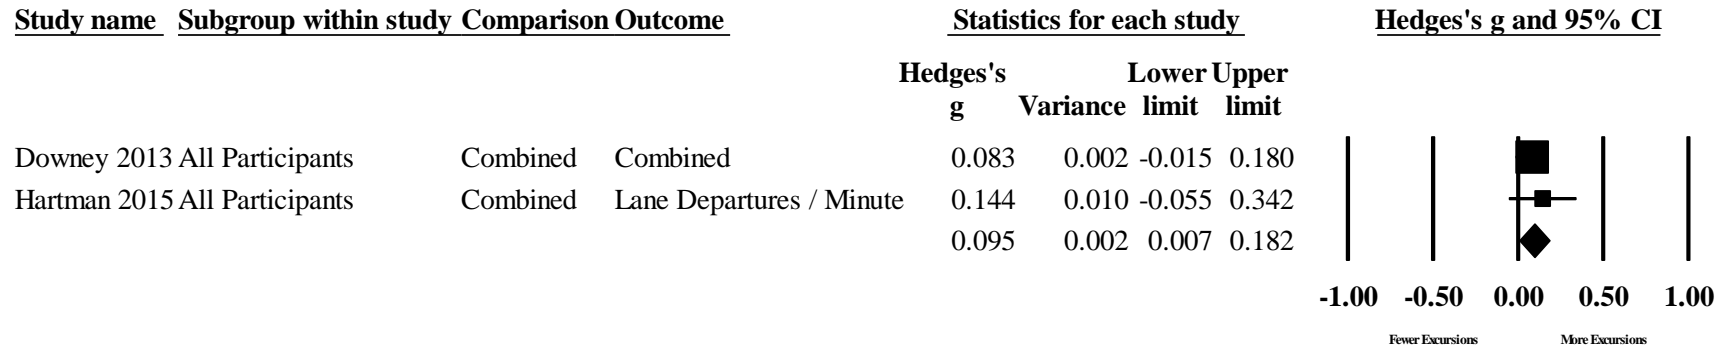 Study name Subgroup within study Comparison Outcome Statistics for each study Hedges's g and 95% CI
Hedges's Lower Upper
g Variance limit limit
Downey 2013 All Participants Combined Combined 0.083 0.002 -0.015 0.180
Hartman 2015 All Participants Combined Lane Departures / Minute 0.144 0.010 -0.055 0.342
0.095 0.002 0.007 0.182
-1.00 -0.50 0.00 0.50 1.00
Fewer Excursions More Excursions